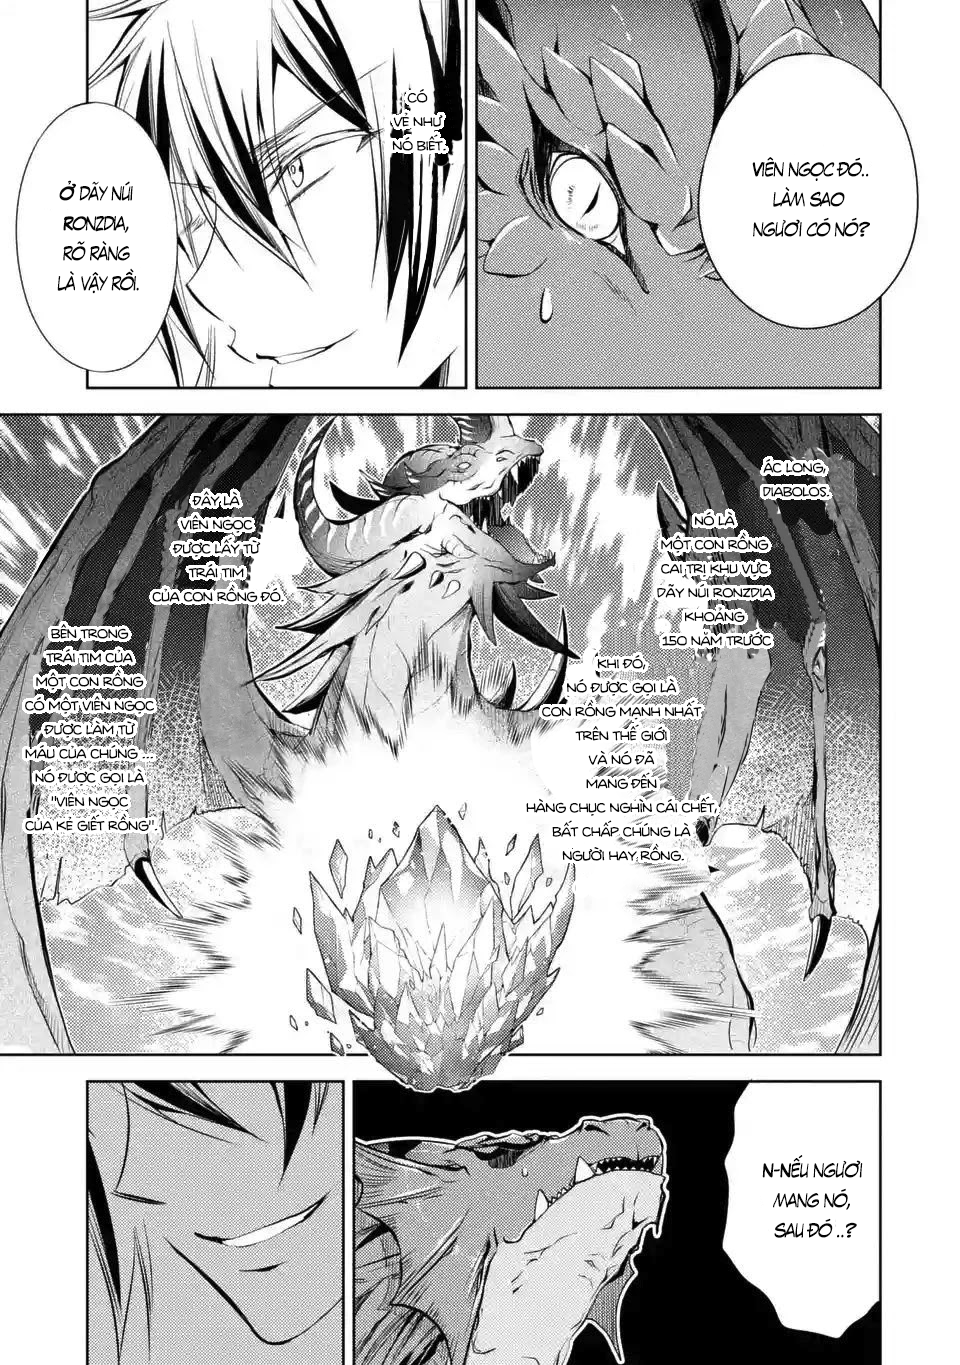 VIÊN NGỌC ĐÓ..
LÀM SAO
NGƯƠI CÓ NÓ?
CÓ
VẺ NHƯ
NÓ BIẾT.
Ở DÃY NÚI
RONZDIA,
RÕ RÀNG
LÀ VẬY RỒI.
ÁC LONG,
DIABOLOS.
NÓ LÀ
MỘT CON RỒNG
CAI TRỊ KHU VỰC
DÃY NÚI RONZDIA
KHOẢNG
150 NĂM TRƯỚC
KHI ĐÓ,
NÓ ĐƯỢC GỌI LÀ
CON RỒNG MẠNH NHẤT
TRÊN THẾ GIỚI
VÀ NÓ ĐÃ
MANG ĐẾN
HÀNG CHỤC NGHÌN CÁI CHẾT,
BẤT CHẤP CHÚNG LÀ
NGƯỜI HAY RỒNG.
ĐÂY LÀ
VIÊN NGỌC
ĐƯỢC LẤY TỪ
TRÁI TIM
CỦA CON RỒNG ĐÓ.
BÊN TRONG
TRÁI TIM CỦA
MỘT CON RỒNG
CÓ MỘT VIÊN NGỌC
ĐƯỢC LÀM TỪ
MÁU CỦA CHÚNG ...
NÓ ĐƯỢC GỌI LÀ
"VIÊN NGỌC
CỦA KẺ GIẾT RỒNG".
N-NẾU NGƯƠI
MANG NÓ,
SAU ĐÓ ..?